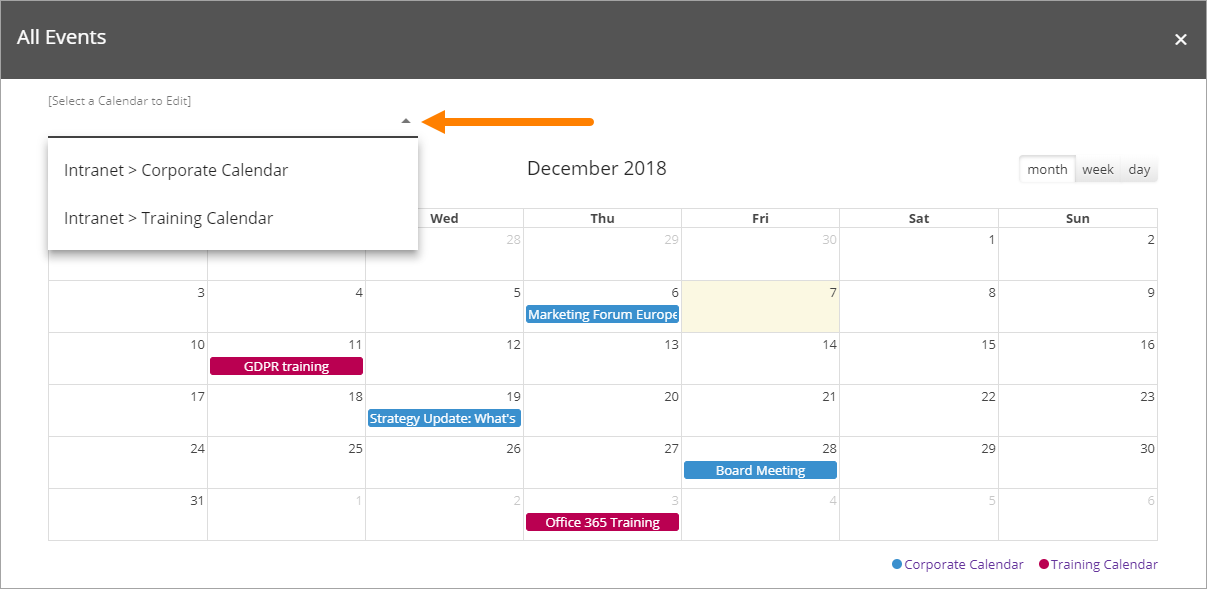 All Events
×
[Select a Calendar to Edit]
Intranet > Corporate Calendar
Intranet > Training Calendar
December 2018
month week day
Wed Thu Fri Sat Sun
28 29 30 1 2
3 4 5 6 7 8 9
Marketing Forum Europe
10 11 12 13 14 15 16
GDPR training
17 18 19 20 21 22 23
Strategy Update: What's
24 25 26 27 28 29 30
Board Meeting
31 1 2 3 4 5 6
Office 365 Training
Corporate Calendar Training Calendar